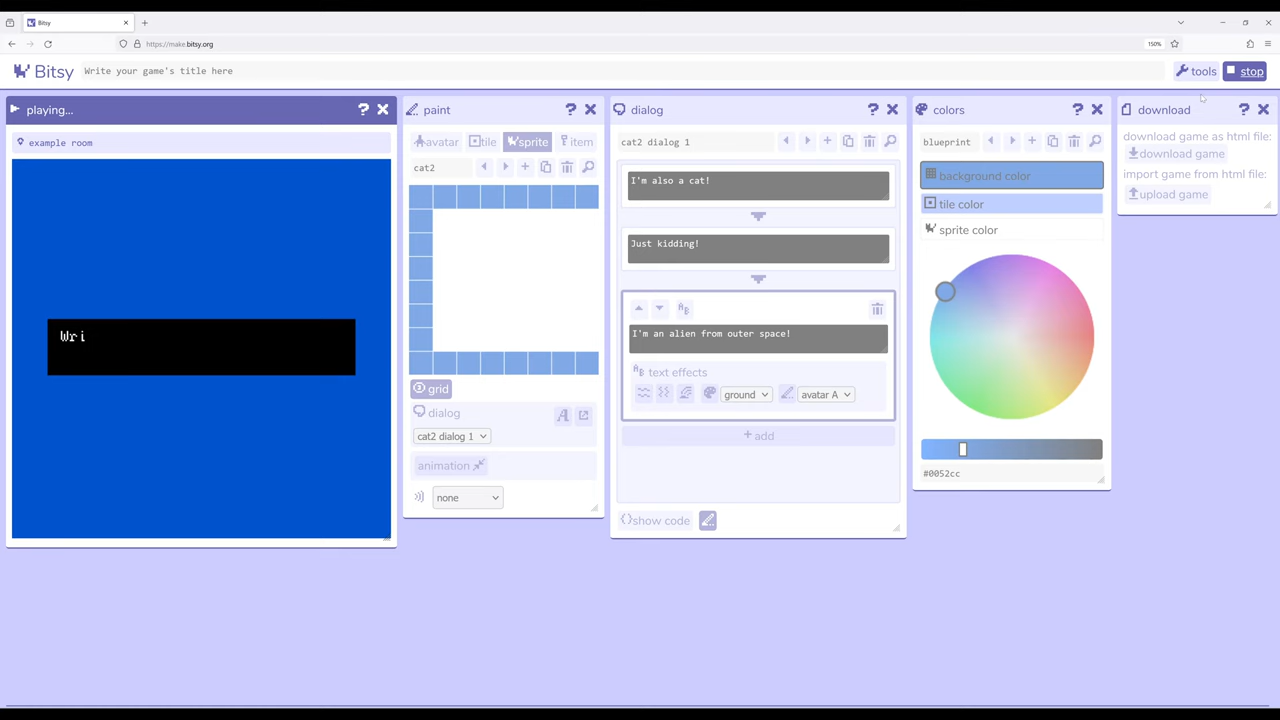 Bitsy
https://make.bitsy.org
150%
Bitsy
Write your game's title here
tools
stop
playing...
?
example room
Wri
paint
?
avatar
tile
sprite
item
cat2
grid
dialog
cat2 dialog 1
animation
none
dialog
?
cat2 dialog 1
I'm also a cat!
Just kidding!
I'm an alien from outer space!
text effects
ground
avatar A
+ add
show code
colors
?
blueprint
background color
tile color
sprite color
#0052cc
download
?
download game as html file:
download game
import game from html file:
upload game